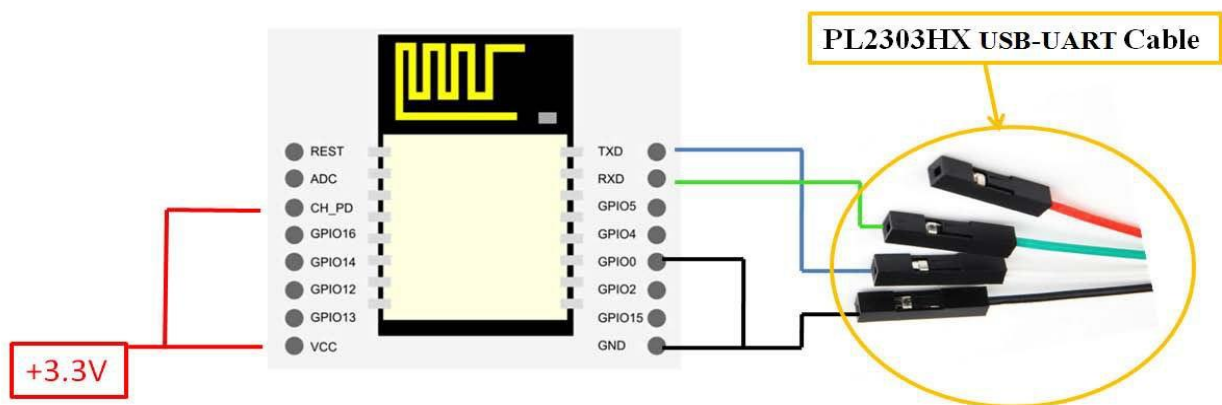 PL2303HX USB-UART Cable
REST
ADC
CH_PD
GPIO16
GPIO14
GPIO12
GPIO13
VCC
TXD
RXD
GPIO5
GPIO4
GPIO0
GPIO2
GPIO15
GND
+3.3V